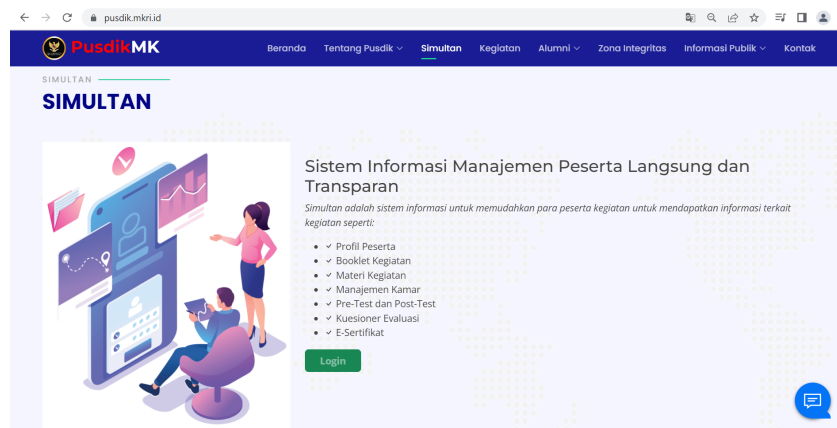 pusdik.mkri.id
PusdikMK
Beranda Tentang Pusdik Simultan Kegiatan Alumni Zona Integritas Informasi Publik Kontak
SIMULTAN
SIMULTAN
Sistem Informasi Manajemen Peserta Langsung dan
Transparan
Simultan adalah sistem informasi untuk memudahkan para peserta kegiatan untuk mendapatkan informasi terkait
kegiatan seperti:
• ✓ Profil Peserta
• ✓ Booklet Kegiatan
• ✓ Materi Kegiatan
• ✓ Manajemen Kamar
• ✓ Pre-Test dan Post-Test
• ✓ Kuesioner Evaluasi
• ✓ E-Sertifikat
Login